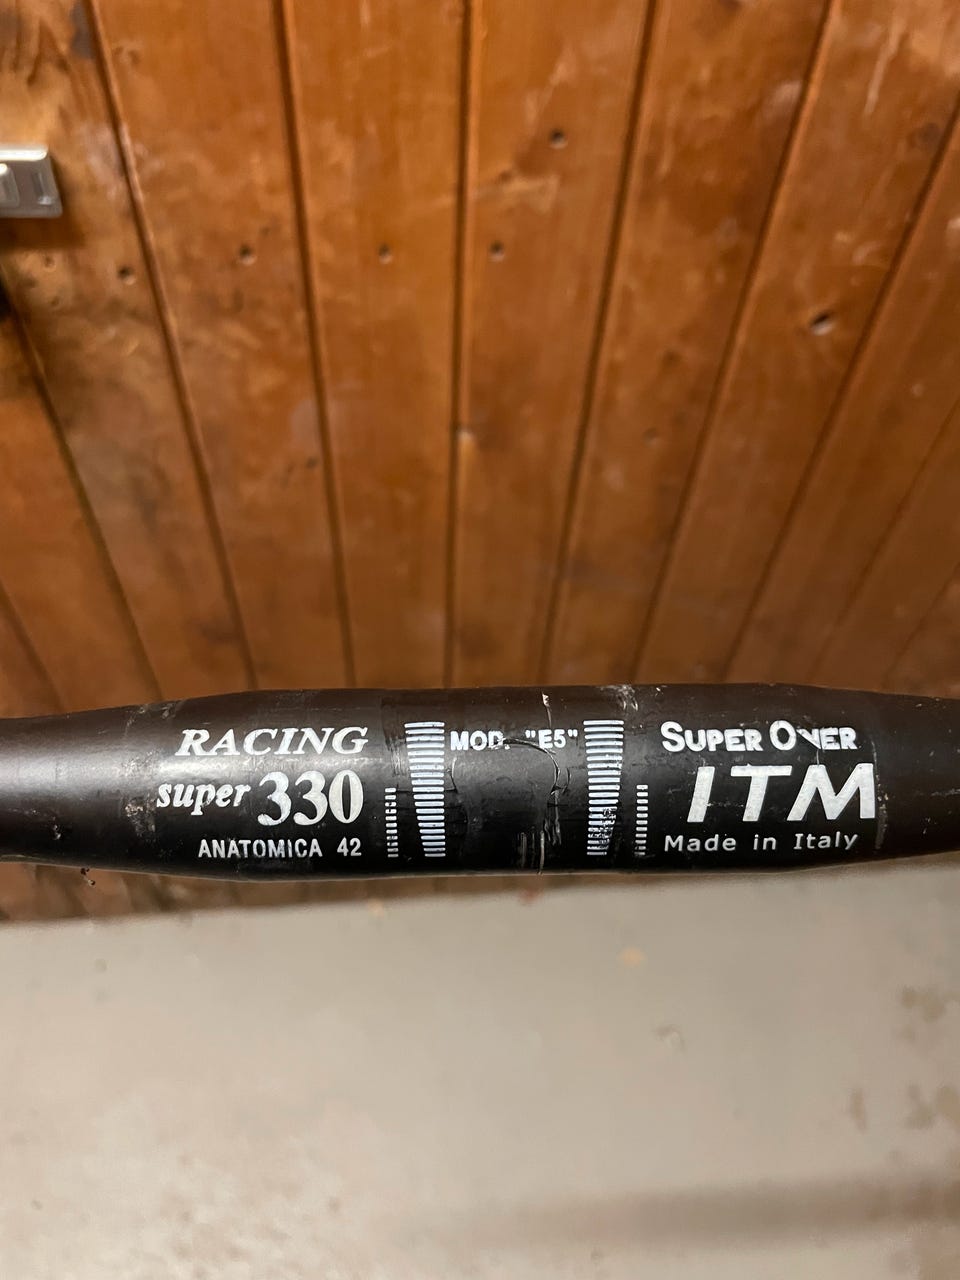 RACING
super 330
ANATOMICA 42
MOD. "E5"
SUPER OVER
ITM
Made in Italy